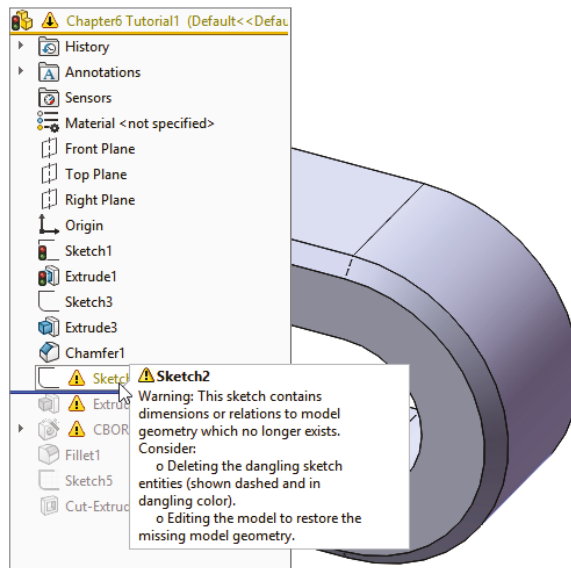 Chapter6 Tutorial1 (Default<<Defau
History
Annotations
Sensors
Material <not specified>
Front Plane
Top Plane
Right Plane
Origin
Sketch1
Extrude1
Sketch3
Extrude3
Chamfer1
Sketch
Sketch2
Warning: This sketch contains
dimensions or relations to model
geometry which no longer exists.
Consider:
o Deleting the dangling sketch
entities (shown dashed and in
dangling color).
o Editing the model to restore the
missing model geometry.
Extrud
CBOR
Fillet1
Sketch5
Cut-Extrud